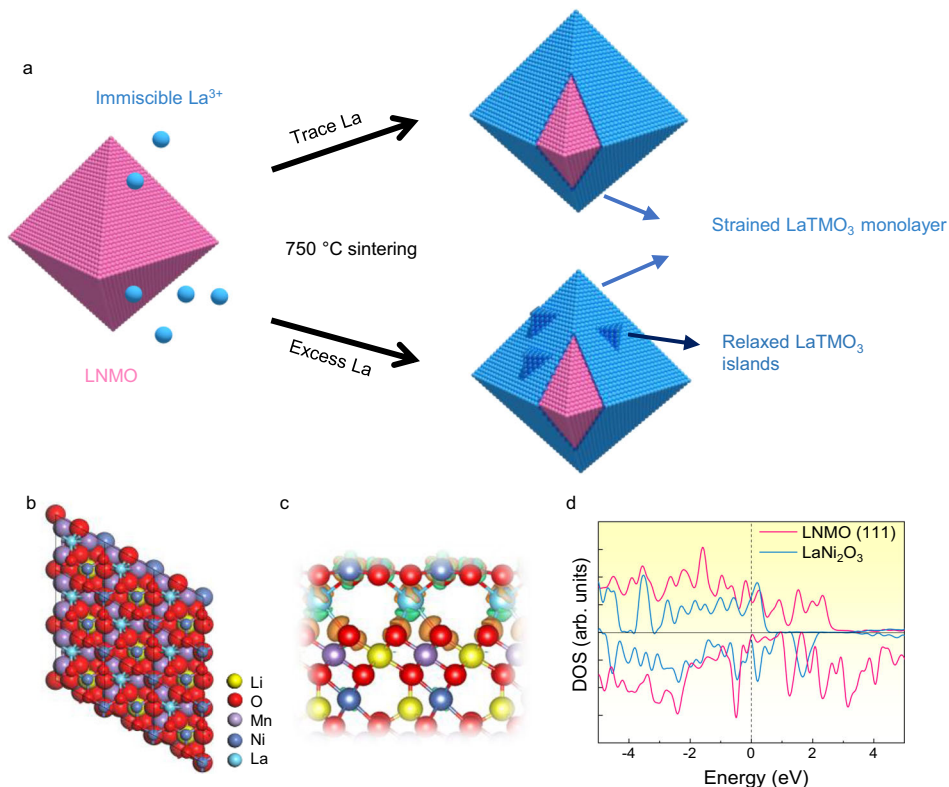 a
Immiscible La³⁺
Trace La
Strained LaTMO₃ monolayer
750 °C sintering
Excess La
Relaxed LaTMO₃
islands
LNMO
b
Li
O
Mn
Ni
La
c
d
LNMO (111)
LaNi₂O₃
DOS (arb. units)
-4 -2 0 2 4
Energy (eV)